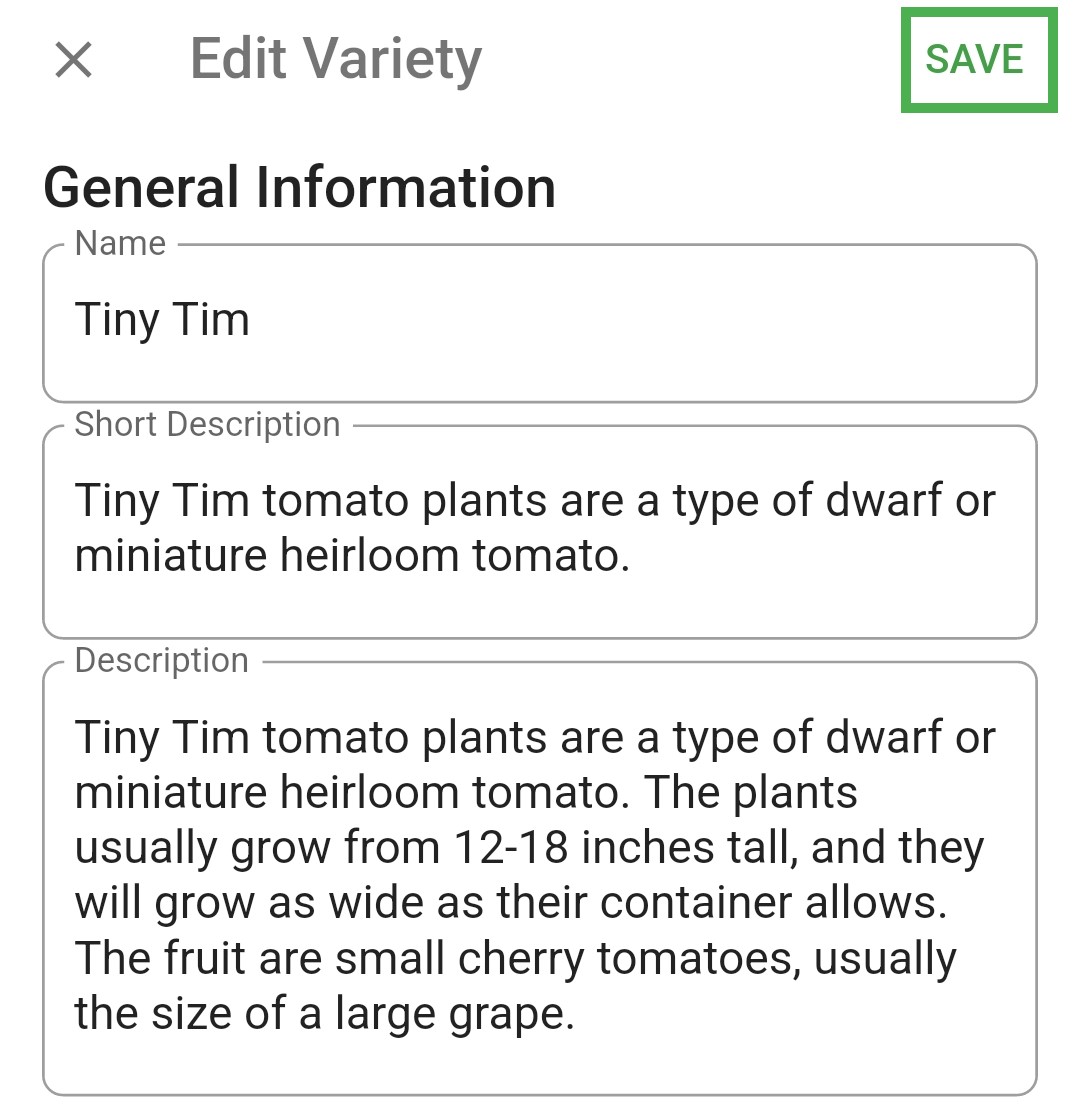 Edit Variety
SAVE
General Information
Name
Tiny Tim
Short Description
Tiny Tim tomato plants are a type of dwarf or
miniature heirloom tomato.
Description
Tiny Tim tomato plants are a type of dwarf or
miniature heirloom tomato. The plants
usually grow from 12-18 inches tall, and they
will grow as wide as their container allows.
The fruit are small cherry tomatoes, usually
the size of a large grape.